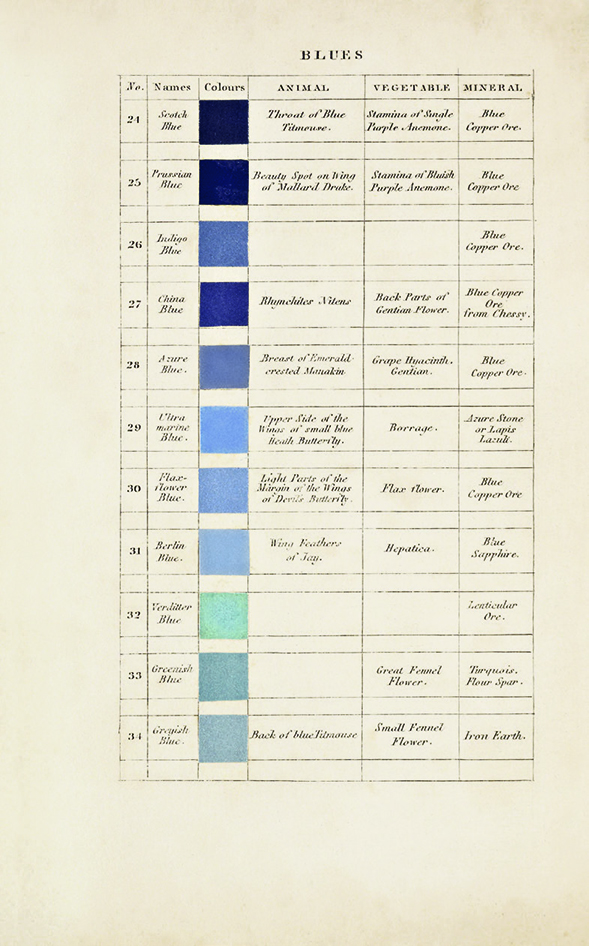 BLUES
No. Names Colours ANIMAL VEGETABLE MINERAL
24
Scotch
Blue
Throat of Blue
Titmouse.
Stamina of Single
Purple Anemone.
Blue
Copper Ore.
25
Prussian
Blue
Beauty Spot on Wing
of Mallard Drake.
Stamina of Bluish
Purple Anemone.
Blue
Copper Ore
26
Indigo
Blue
Blue
Copper Ore.
27
China
Blue
Rhynchites Nitens
Back Parts of
Gentian Flower.
Blue Copper
Ore
from Chessy.
28
Azure
Blue.
Breast of Emerald-
crested Manakin
Grape Hyacinth.
Gentian.
Blue
Copper Ore.
29
Ultra
marine
Blue.
Upper Side of the
Wings of small blue
Heath Butterfly.
Borrage.
Azure Stone
or Lapis
Lazuli.
30
Flax-
flower
Blue.
Light Parts of the
Margin of the Wings
of Devils Butterfly.
Flax flower.
Blue
Copper Ore
31
Berlin
Blue.
Wing Feathers
of Jay.
Hepatica.
Blue
Sapphire.
32
Verditter
Blue
Lenticular
Ore.
33
Greenish
Blue
Great Fennel
Flower.
Turquois.
Flour Spar.
34
Greyish
Blue.
Back of blue Titmouse
Small Fennel
Flower.
Iron Earth.